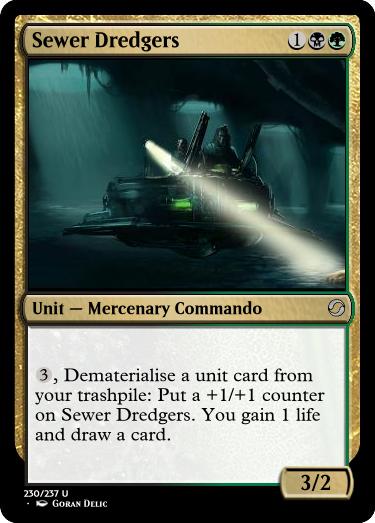 Sewer Dredgers 1
Unit — Mercenary Commando
3, Dematerialise a unit card from
your trashpile: Put a +1/+1 counter
on Sewer Dredgers. You gain 1 life
and draw a card.
3/2
230/237 U
· Goran Delic